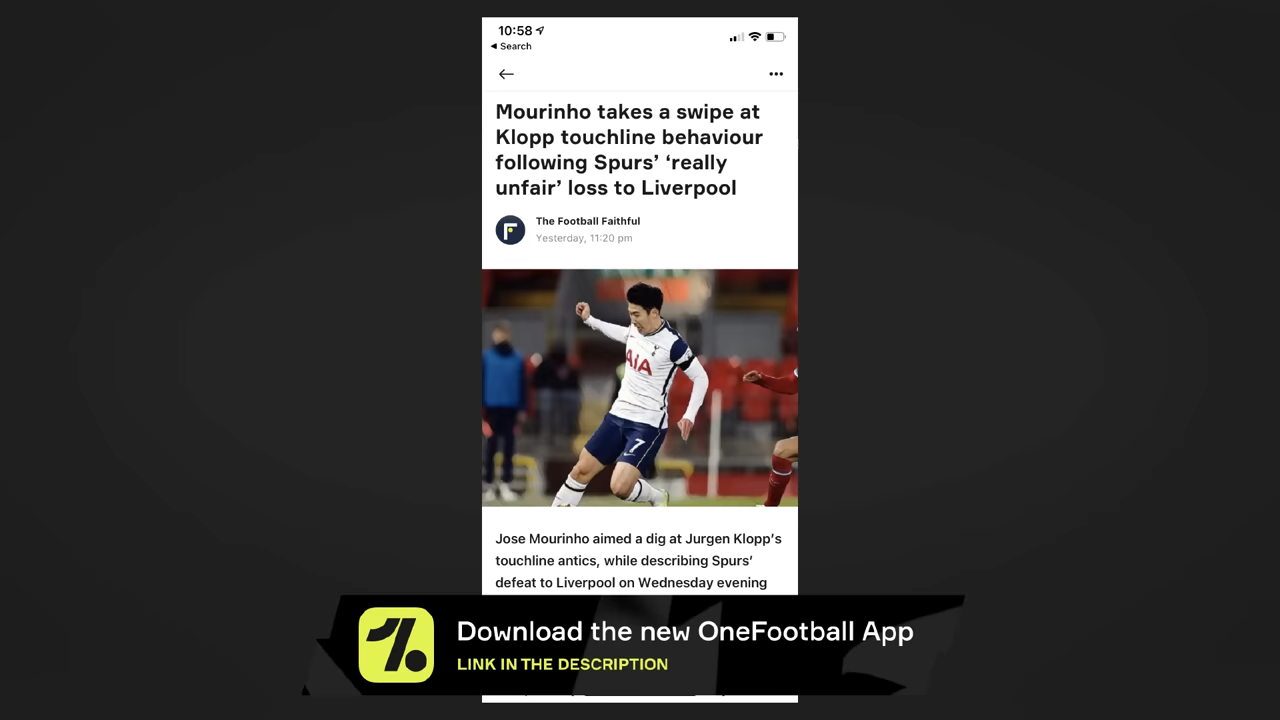 10:58
◀ Search
Mourinho takes a swipe at
Klopp touchline behaviour
following Spurs’ ‘really
unfair’ loss to Liverpool
The Football Faithful
Yesterday, 11:20 pm
AIA
7
Jose Mourinho aimed a dig at Jurgen Klopp’s
touchline antics, while describing Spurs’
defeat to Liverpool on Wednesday evening
Download the new OneFootball App
LINK IN THE DESCRIPTION